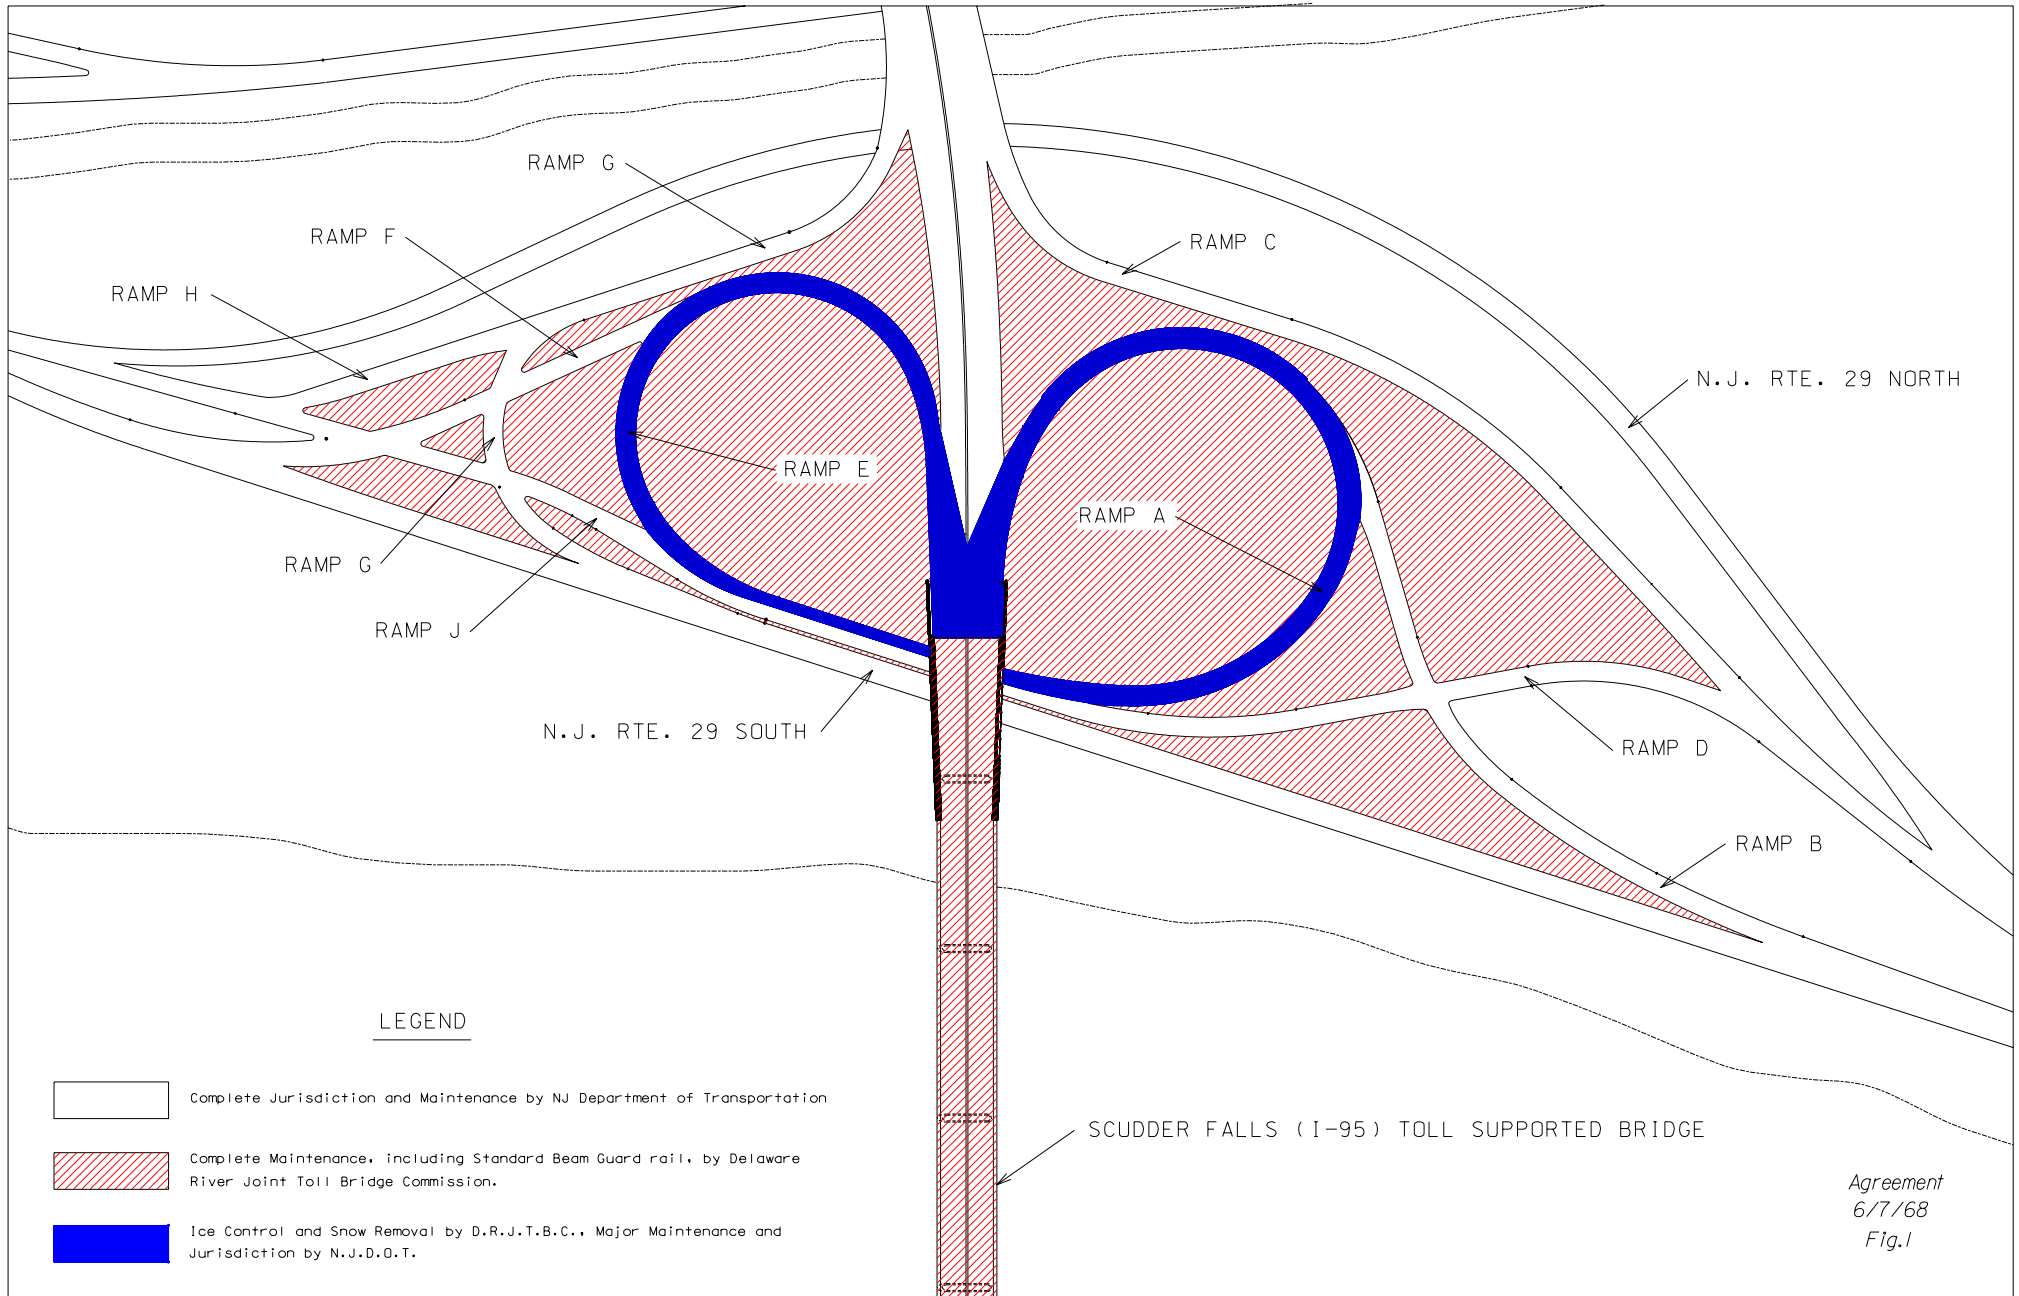 RAMP G
RAMP F
RAMP C
RAMP H
N.J. RTE. 29 NORTH
RAMP E
RAMP A
RAMP G
RAMP J
N.J. RTE. 29 SOUTH
RAMP D
RAMP B
LEGEND
Complete Jurisdiction and Maintenance by NJ Department of Transportation
Complete Maintenance, including Standard Beam Guard rail, by Delaware
River Joint Toll Bridge Commission.
Ice Control and Snow Removal by D.R.J.T.B.C., Major Maintenance and
Jurisdiction by N.J.D.O.T.
SCUDDER FALLS (I-95) TOLL SUPPORTED BRIDGE
Agreement
6/7/68
Fig.1